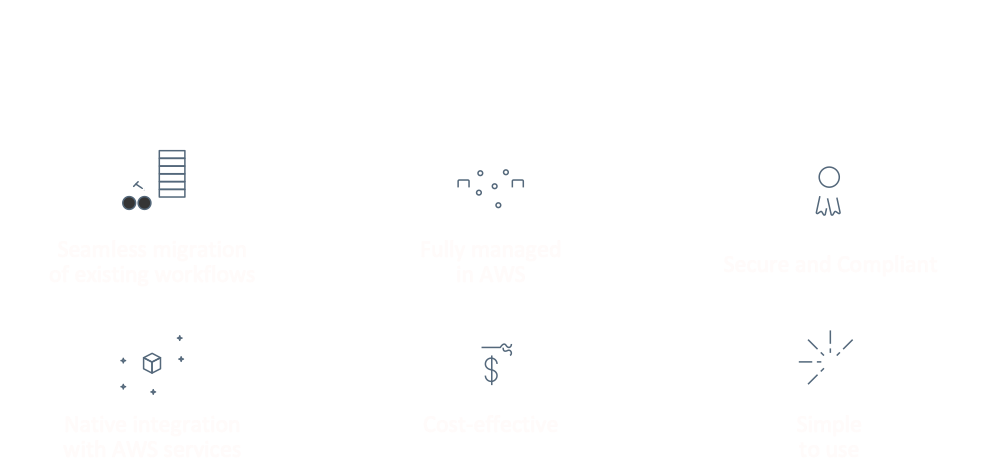 Seamless migration
of existing workflows
Fully managed
in AWS
Secure and Compliant
Native integration
with AWS services
Cost-effective
Simple
to use